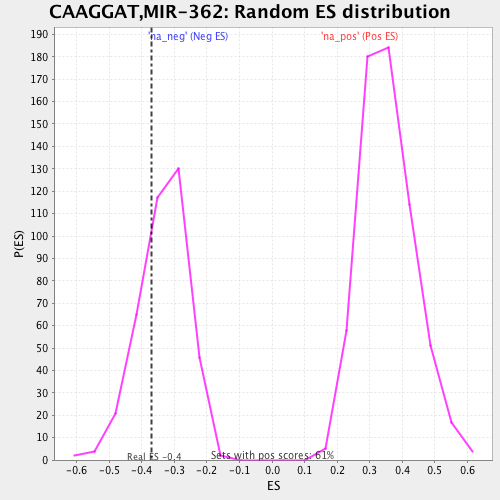 CAAGGAT,MIR-362: Random ES distribution
'na_neg' (Neg ES)
'na_pos' (Pos ES)
190
180
170
160
150
140
130
120
110
100
90
80
70
60
50
40
30
20
10
0
P(ES)
Real ES -0.4
Sets with pos scores: 61%
-0.6 -0.5 -0.4 -0.3 -0.2 -0.1 0.0 0.1 0.2 0.3 0.4 0.5 0.6
ES